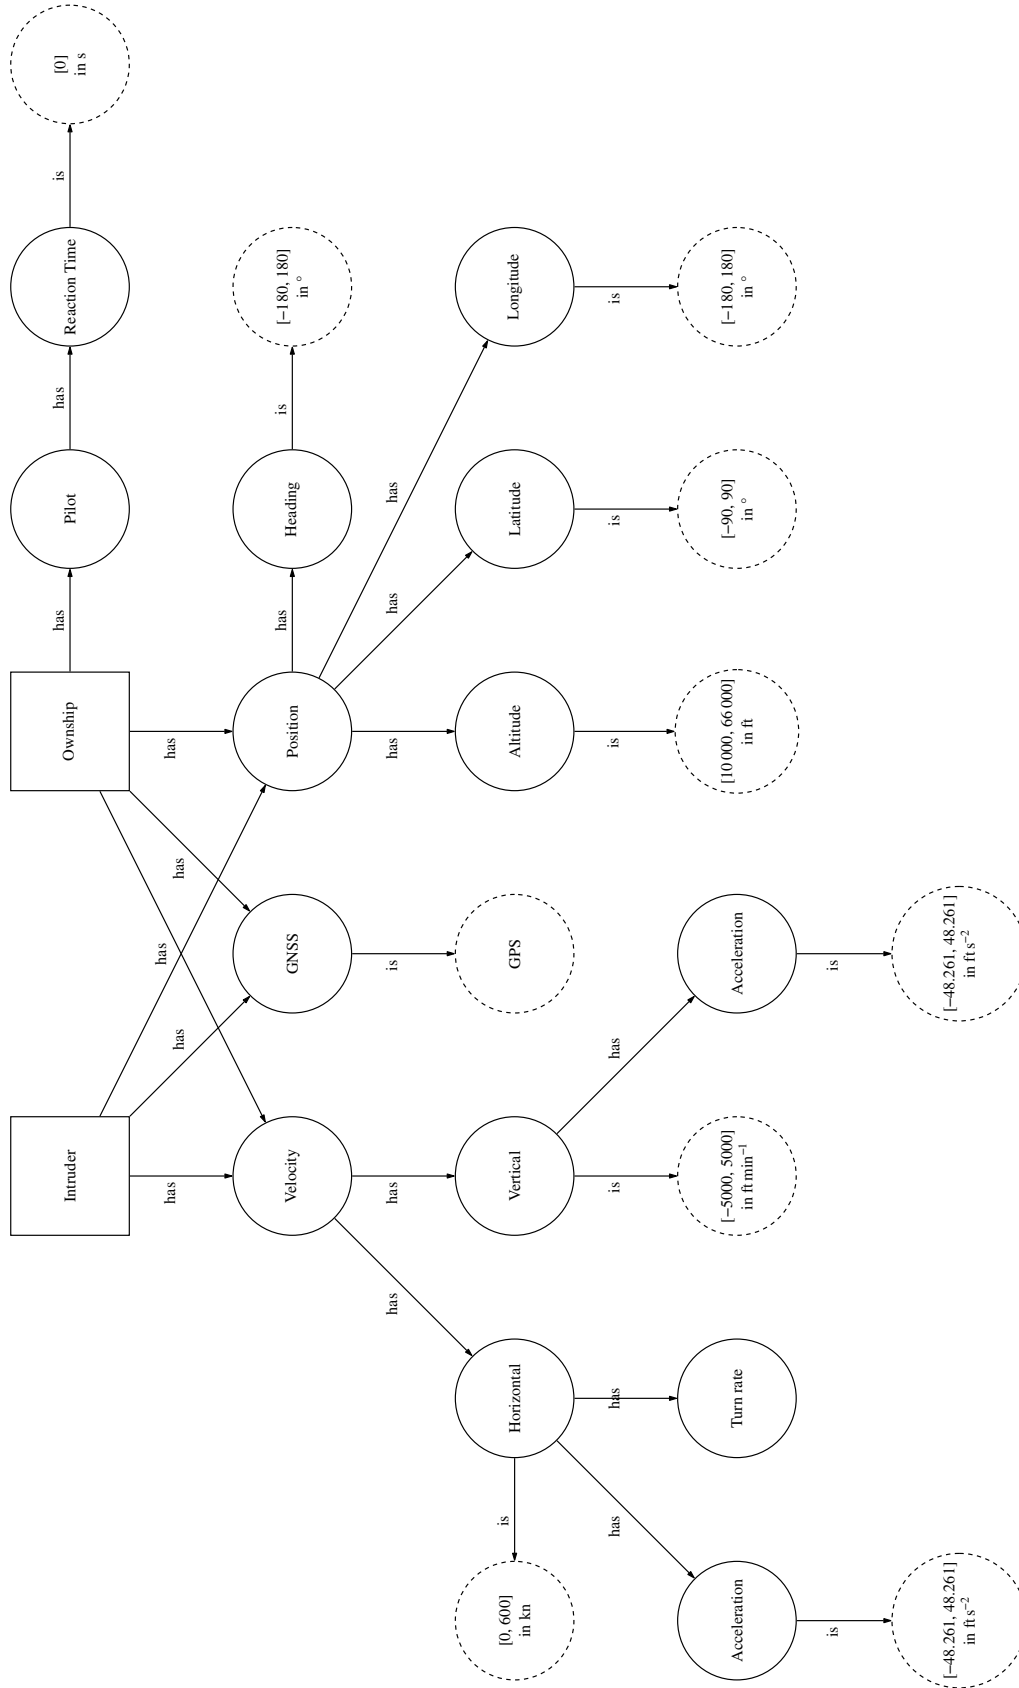 Intruder
Ownship
has
Pilot
has
Reaction Time
is
[0]
in s
has
has
has
has
has
Velocity
GNSS
Position
has
Heading
is
[−180, 180]
in °
has
has
is
has
has
has
[0, 600]
in kn
is
Horizontal
Vertical
GPS
Altitude
Latitude
Longitude
has
has
is
has
is
is
is
Acceleration
Turn rate
[−5000, 5000]
in ft min⁻¹
Acceleration
[10 000, 66 000]
in ft
[−90, 90]
in °
[−180, 180]
in °
is
is
[−48.261, 48.261]
in ft s⁻²
[−48.261, 48.261]
in ft s⁻²